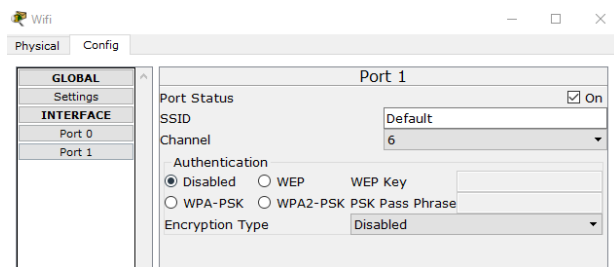 Wifi
Physical Config
GLOBAL
Settings
INTERFACE
Port 0
Port 1
Port 1
Port Status On
SSID Default
Channel 6
Authentication
Disabled WEP WEP Key
WPA-PSK WPA2-PSK PSK Pass Phrase
Encryption Type Disabled